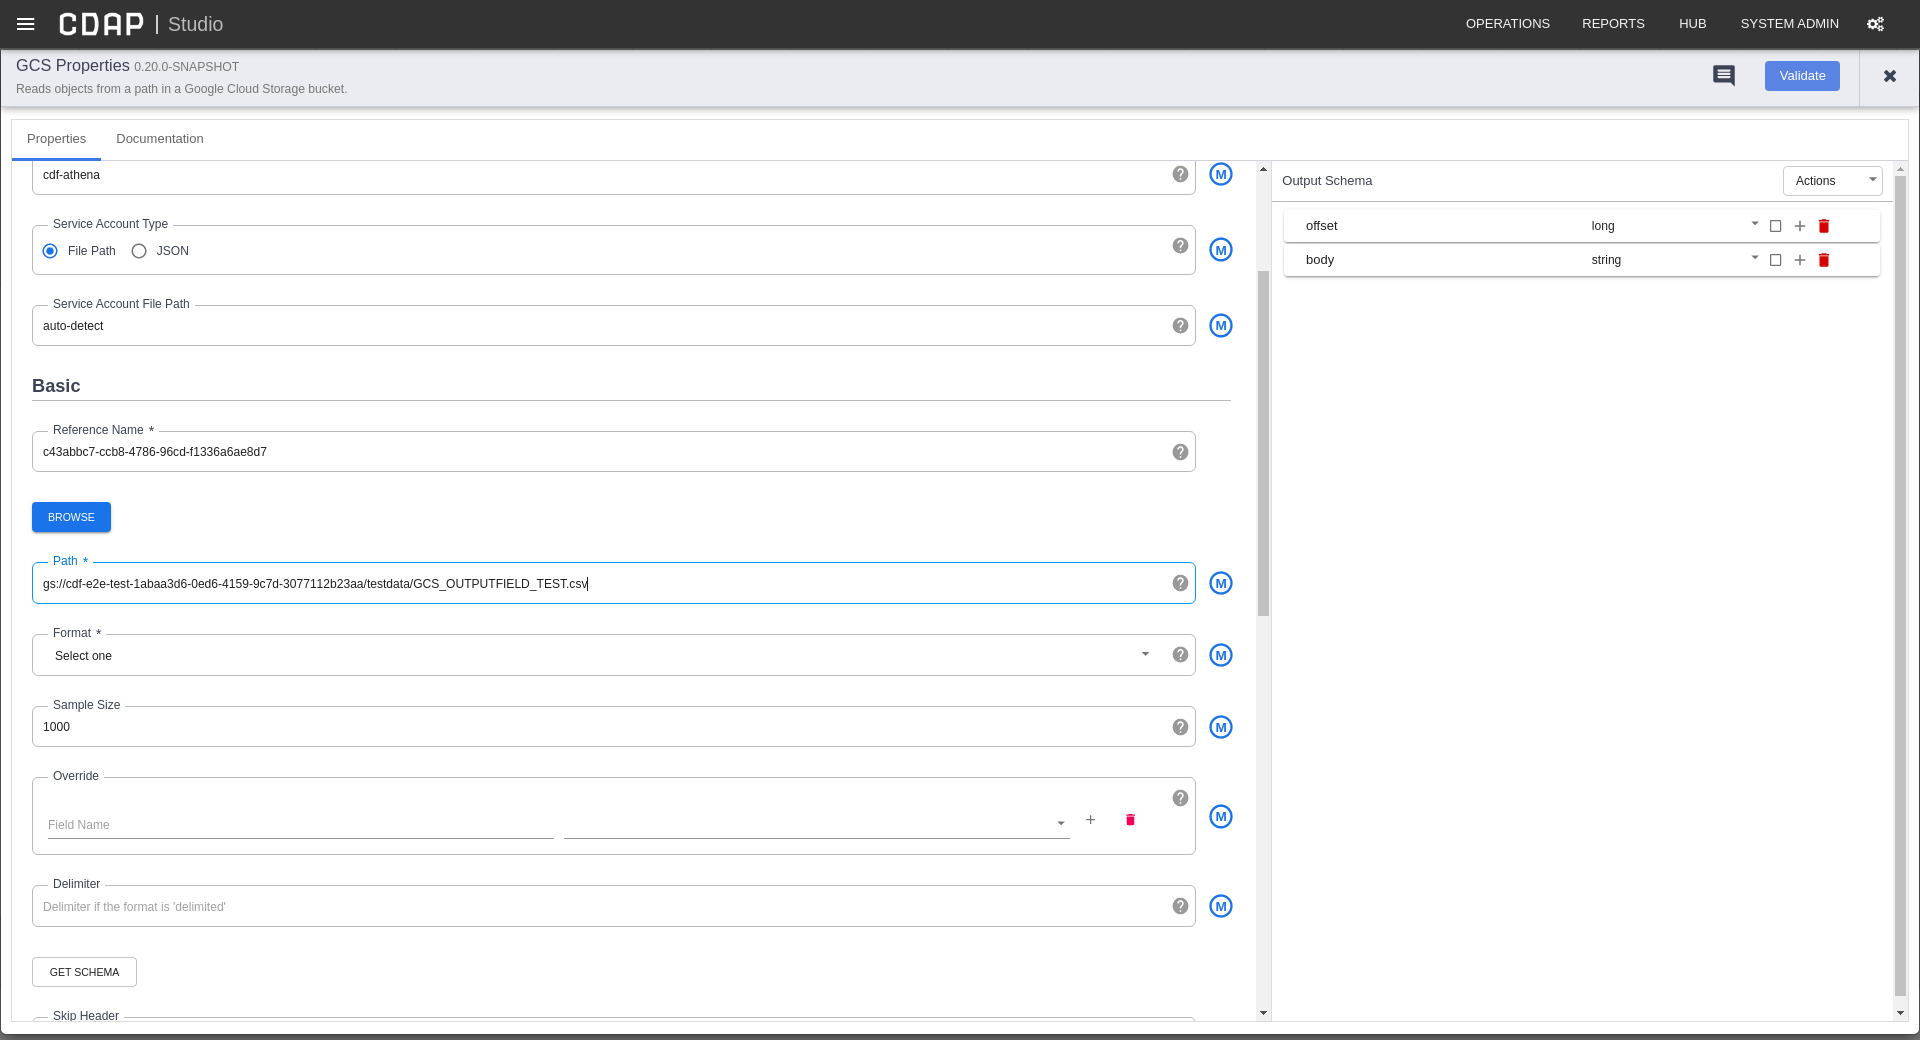 CDAP | Studio
OPERATIONS REPORTS HUB SYSTEM ADMIN
GCS Properties 0.20.0-SNAPSHOT
Reads objects from a path in a Google Cloud Storage bucket.
Validate
Properties Documentation
cdf-athena
M
Output Schema
Actions
Service Account Type
File Path JSON
M
offset long
body string
Service Account File Path
auto-detect
M
Basic
Reference Name *
c43abbc7-ccb8-4786-96cd-f1336a6ae8d7
BROWSE
Path *
gs://cdf-e2e-test-1abaa3d6-0ed6-4159-9c7d-3077112b23aa/testdata/GCS_OUTPUTFIELD_TEST.csv
M
Format *
Select one
M
Sample Size
1000
M
Override
Field Name
M
Delimiter
Delimiter if the format is 'delimited'
M
GET SCHEMA
Skip Header